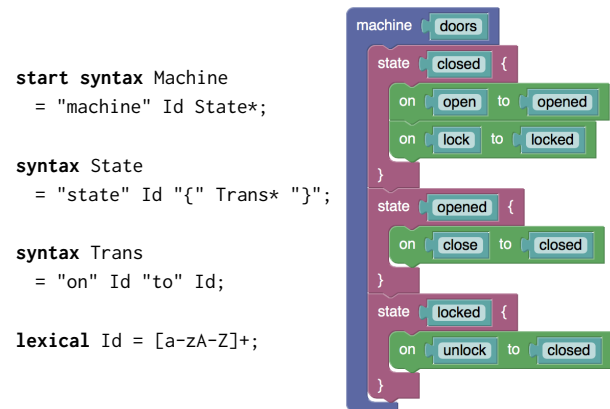 start syntax Machine
= "machine" Id State*;
syntax State
= "state" Id "{" Trans* "}";
syntax Trans
= "on" Id "to" Id;
lexical Id = [a-zA-Z]+;
machine doors
state closed {
on open to opened
on lock to locked
}
state opened {
on close to closed
}
state locked {
on unlock to closed
}